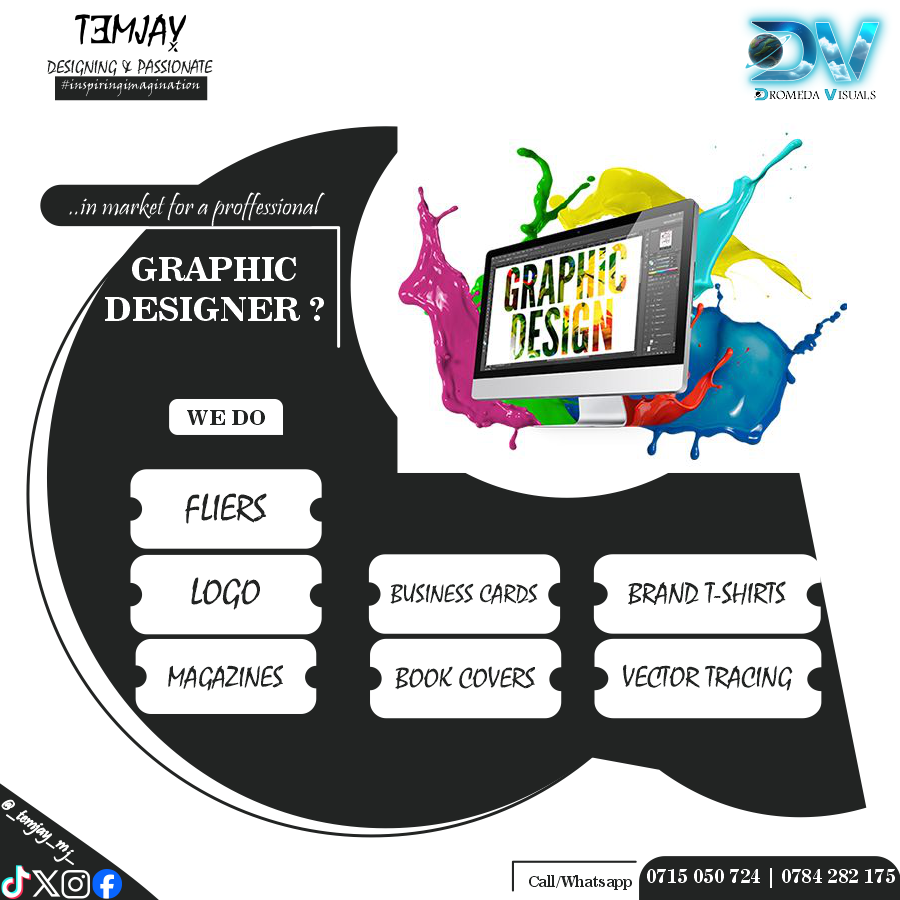 TEMJAY
DESIGNING & PASSIONATE
#inspiringimagination
DV
DROMEDA VISUALS
..in market for a proffessional
GRAPHIC
DESIGNER ?
GRAPHIC
DESIGN
WE DO
FLIERS
LOGO
BUSINESS CARDS
BRAND T-SHIRTS
MAGAZINES
BOOK COVERS
VECTOR TRACING
@_temjay_mj_
Call/Whatsapp
0715 050 724 | 0784 282 175